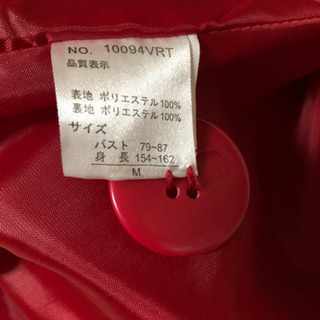 NO. 10094VRT
品質表示
表地 ポリエステル100%
裏地 ポリエステル100%
サイズ
バスト 79~87
身長 154~162
M